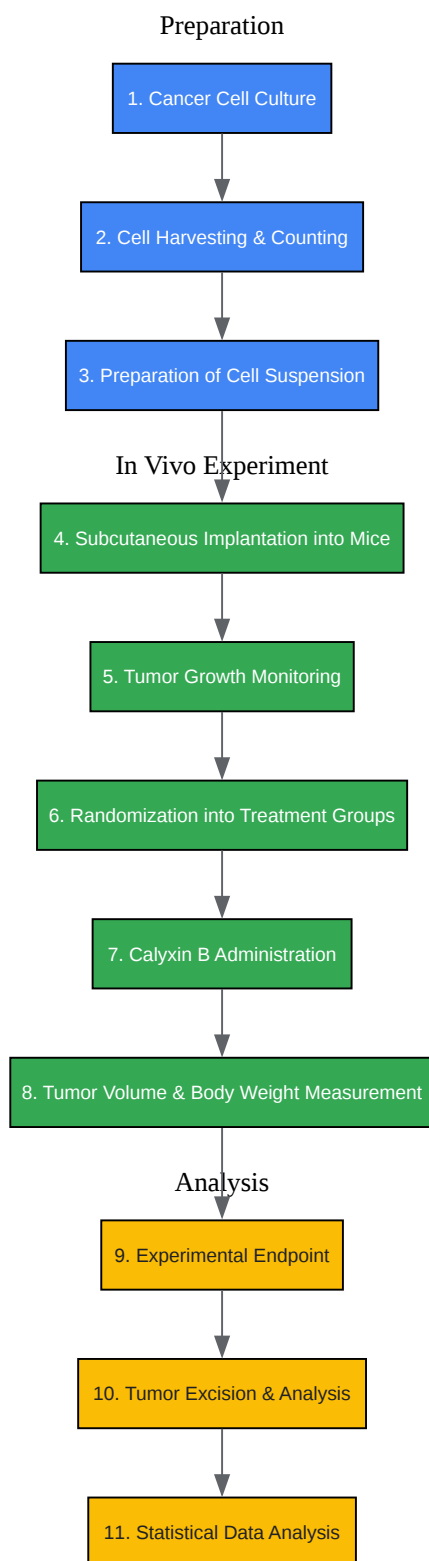 Preparation
1. Cancer Cell Culture
2. Cell Harvesting & Counting
3. Preparation of Cell Suspension
In Vivo Experiment
4. Subcutaneous Implantation into Mice
5. Tumor Growth Monitoring
6. Randomization into Treatment Groups
7. Calyxin B Administration
8. Tumor Volume & Body Weight Measurement
Analysis
9. Experimental Endpoint
10. Tumor Excision & Analysis
11. Statistical Data Analysis